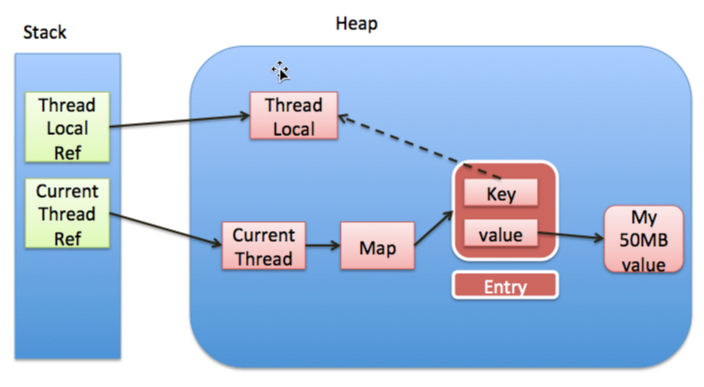 Stack
Heap
Thread
Local
Ref
Thread
Local
Current
Thread
Ref
Key
Current
Thread
Map
value
My
50MB
value
Entry